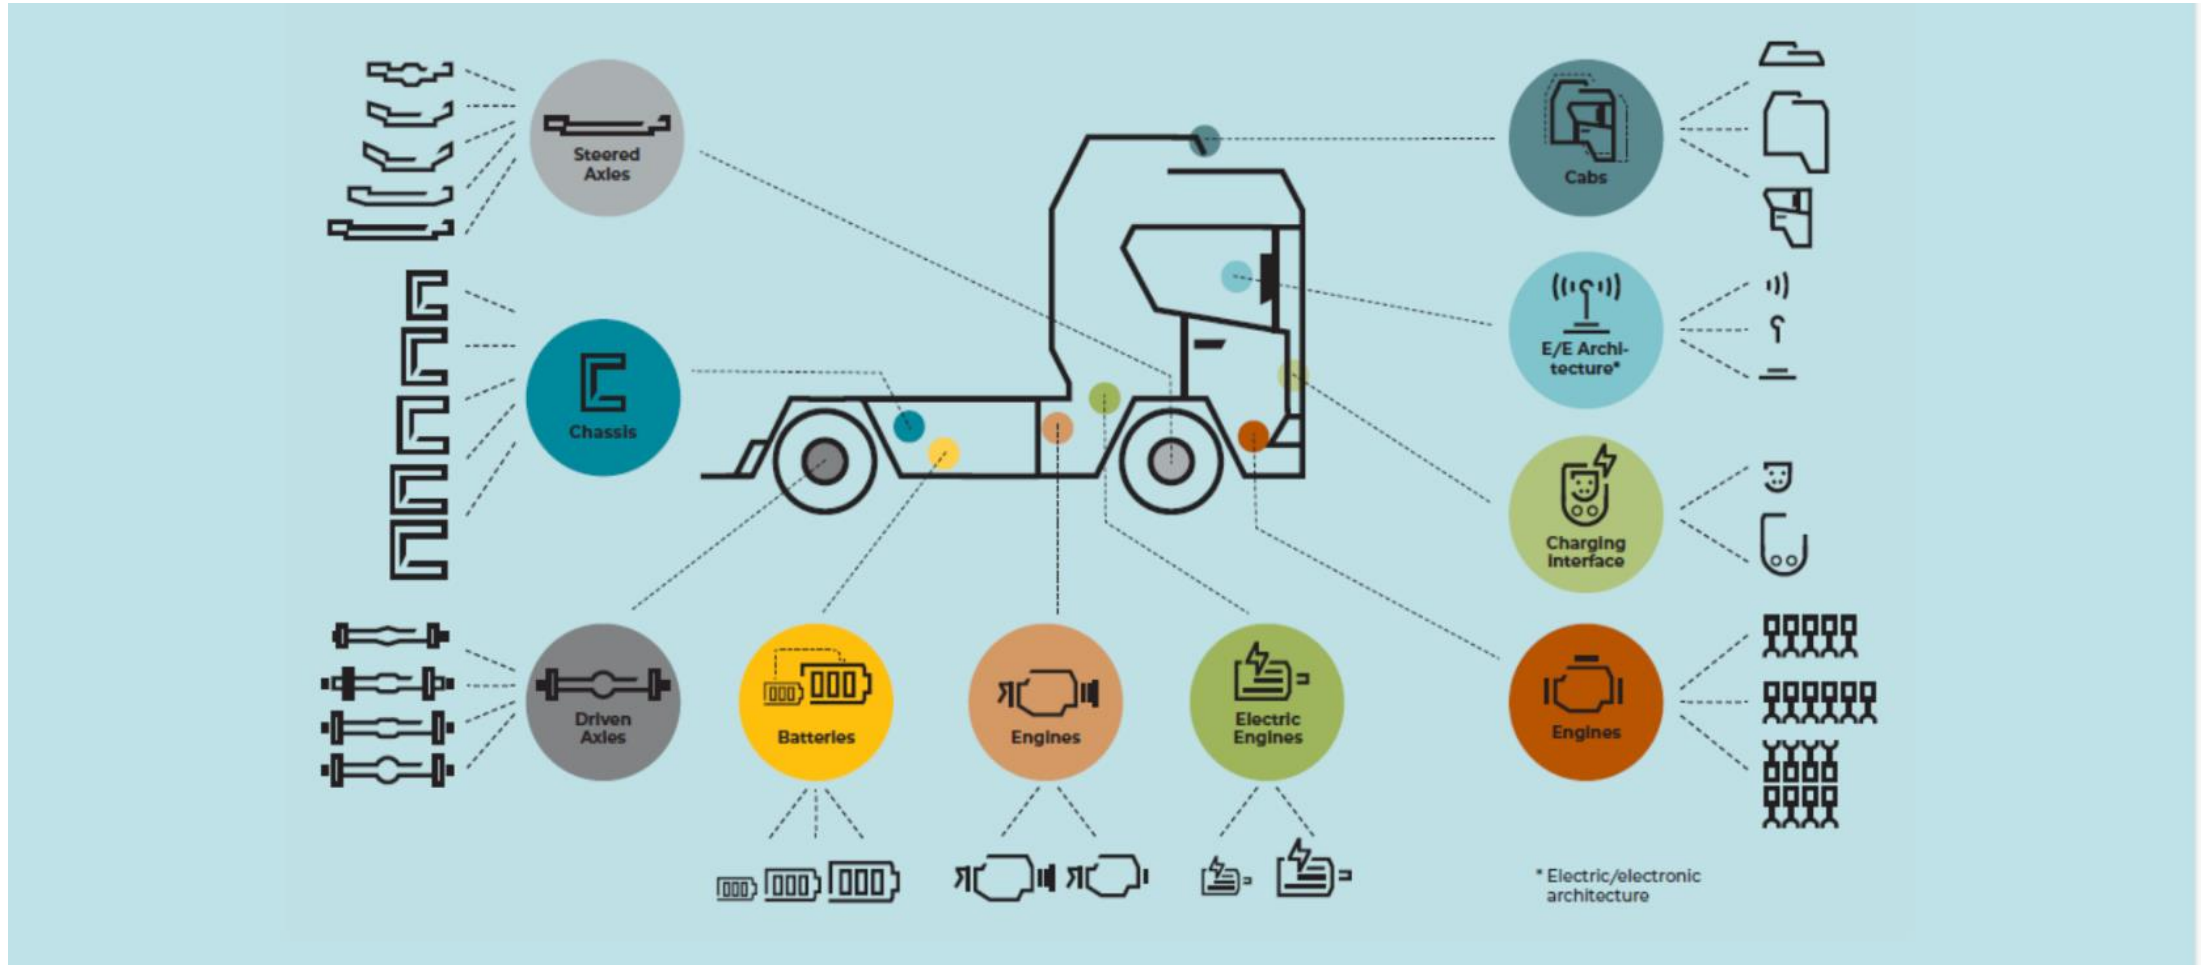 Steered
Axles
Cabs
E/E Archi-
tecture*
Chassis
Charging
Interface
Driven
Axles
Batteries
Engines
Electric
Engines
Engines
* Electric/electronic
architecture